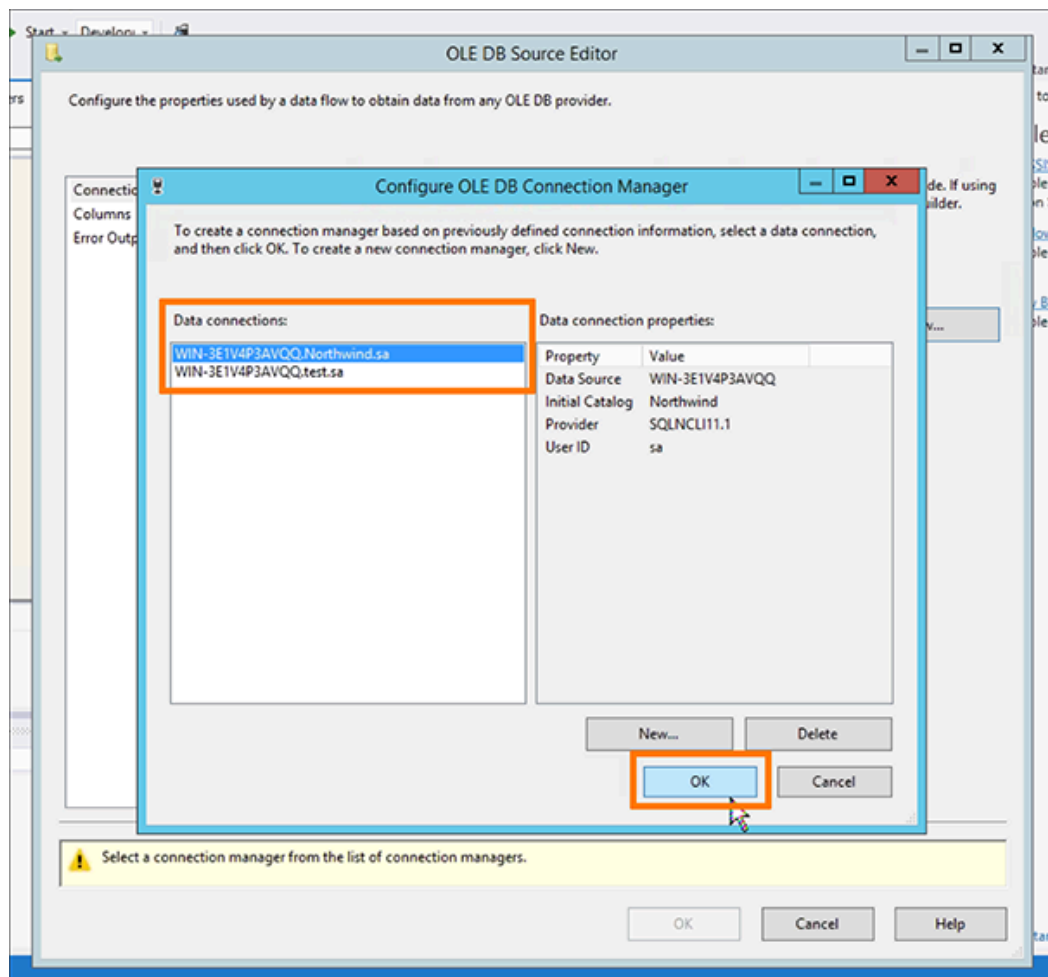 Start
OLE DB Source Editor
Configure the properties used by a data flow to obtain data from any OLE DB provider.
Configure OLE DB Connection Manager
de. If using
Columns
To create a connection manager based on previously defined connection information, select a data connection,
and then click OK. To create a new connection manager, click New.
Data connections:
Data connection properties:
WIN-3E1V4P3AVQQ.Northwind.sa
WIN-3E1V4P3AVQQ.test.sa
Property Value
Data Source WIN-3E1V4P3AVQQ
Initial Catalog Northwind
Provider SQLNCLI11.1
User ID sa
New... Delete
OK Cancel
Select a connection manager from the list of connection managers.
OK Cancel Help